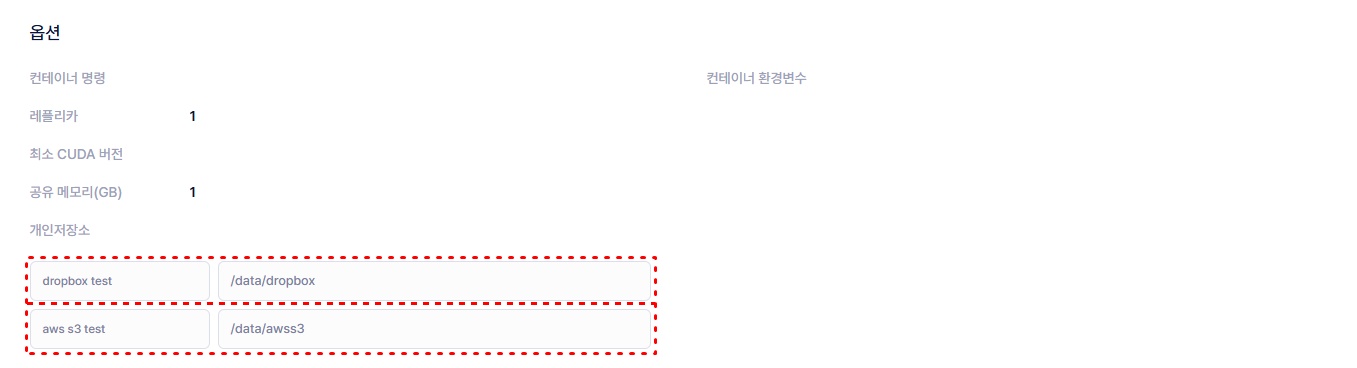 옵션
컨테이너 명령
컨테이너 환경변수
레플리카 1
최소 CUDA 버전
공유 메모리(GB) 1
개인저장소
dropbox test /data/dropbox
aws s3 test /data/awss3